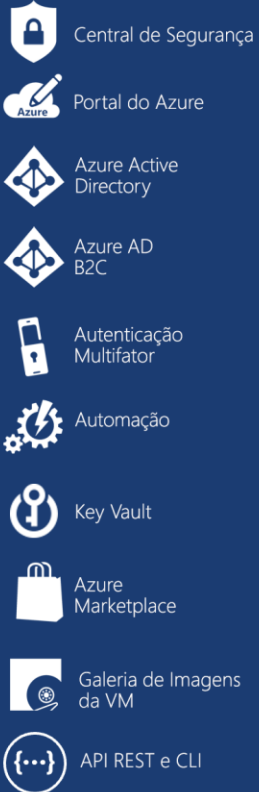 Central de Segurança
Azure
Portal do Azure
Azure Active
Directory
Azure AD
B2C
Autenticação
Multifator
Automação
Key Vault
Azure
Marketplace
Galeria de Imagens
da VM
{···}
API REST e CLI